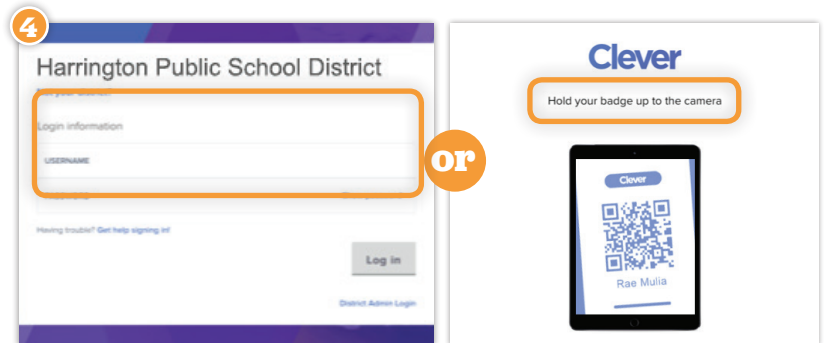 4
Harrington Public School District
Login information
USERNAME
Having trouble? Get help signing in!
Log in
District Admin Login
or
Clever
Hold your badge up to the camera
Clever
Rae Mulia